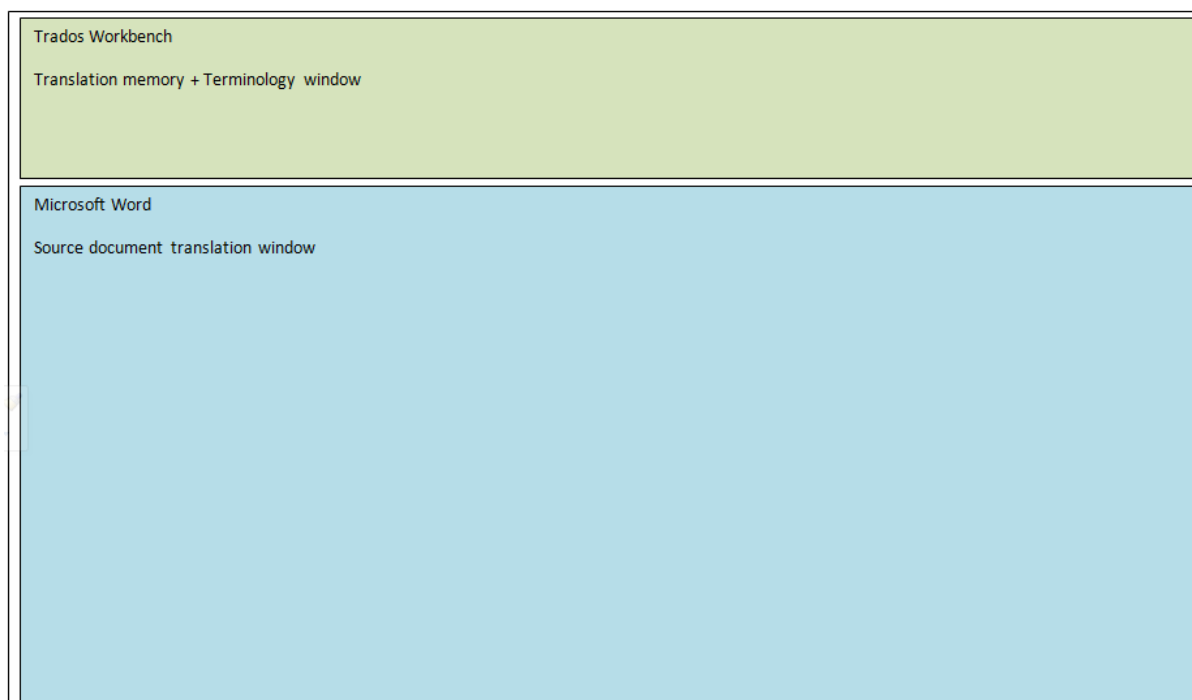 Trados Workbench
Translation memory + Terminology window
Microsoft Word
Source document translation window